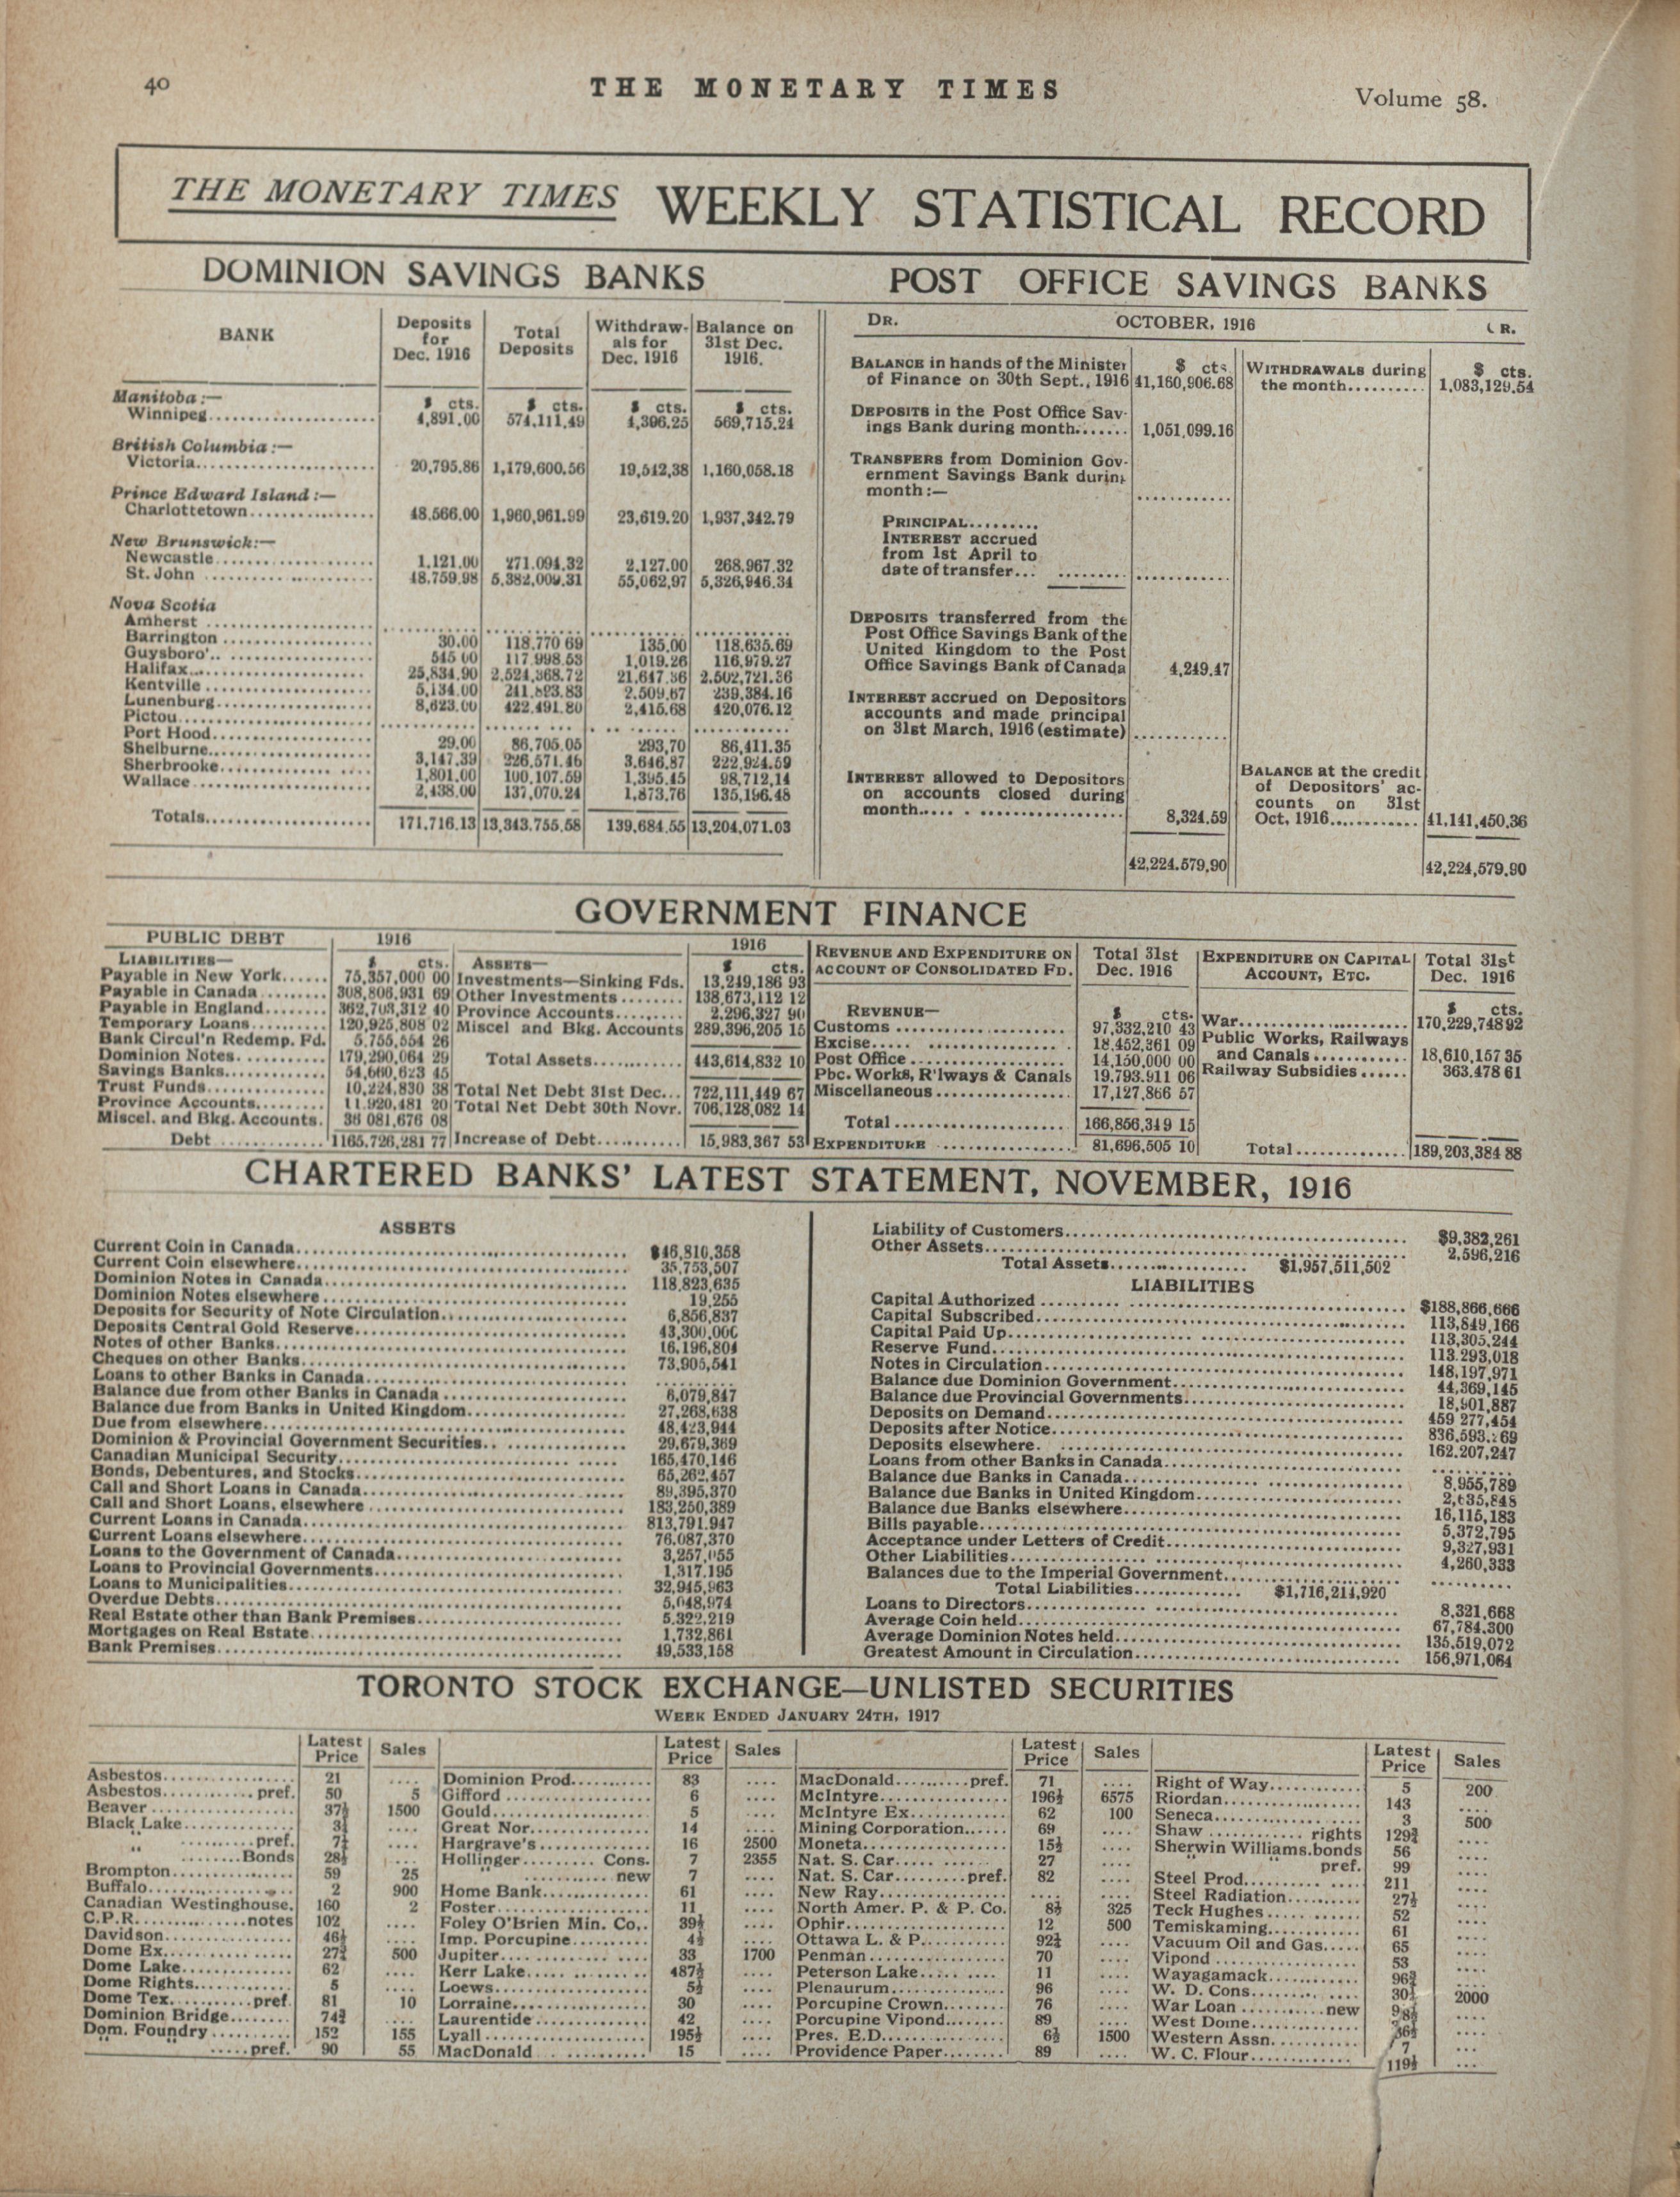 40
THE MONETARY TIMES
Volume 58.
THE MONETARY TIMES WEEKLY STATISTICAL RECORD
DOMINION SAVINGS BANKS
BANK | Deposits for Dec. 1916 | Total Deposits | Withdraw-als for Dec. 1916 | Balance on 31st Dec. 1916.
$ cts. | $ cts. | $ cts. | $ cts.
Manitoba:—
Winnipeg | 4,891.00 | 574,111.49 | 4,396.25 | 569,715.24
British Columbia:—
Victoria | 20,795.86 | 1,179,600.56 | 19,542,38 | 1,160,058.18
Prince Edward Island:—
Charlottetown | 48.566.00 | 1,960,961.99 | 23,619.20 | 1,937,342.79
New Brunswick:—
Newcastle | 1,121.00 | 271.094,32 | 2.127.00 | 268,967.32
St. John | 48.759.98 | 5,382,009.31 | 55,062,97 | 5,326,946.34
Nova Scotia
Amherst
Barrington | 30.00 | 118,770 69 | 135,00 | 118,635.69
Guysboro' | 545 00 | 117,998.53 | 1,019.26 | 116,979.27
Halifax | 25,834.90 | 2,524,368.72 | 21,647.36 | 2.502,721.36
Kentville | 5,134.00 | 241,893.83 | 2,509,67 | 239,384.16
Lunenburg | 8,623.00 | 422,491.80 | 2,415.68 | 420,076.12
Pictou
Port Hood | 29.00 | 86,705.05 | 293,70 | 86,411.35
Shelburne | 3,147.39 | 226,571.46 | 3,646.87 | 222,924.59
Sherbrooke | 1,801.00 | 100,107.59 | 1,395.45 | 98,712,14
Wallace | 2,438.00 | 137,070.24 | 1,873,76 | 135,196.48
Totals | 171,716.13 | 13,343,755.58 | 139,684.55 | 13,204,071.03
POST OFFICE SAVINGS BANKS
DR. OCTOBER, 1916 CR.
BALANCE in hands of the Minister $ cts.
of Finance on 30th Sept., 1916 41,160,906.68
DEPOSITS in the Post Office Sav-
ings Bank during month 1,051,099.16
TRANSFERS from Dominion Gov-
ernment Savings Bank during
month:—
PRINCIPAL
INTEREST accrued
from 1st April to
date of transfer
DEPOSITS transferred from the
Post Office Savings Bank of the
United Kingdom to the Post
Office Savings Bank of Canada 4,249.47
INTEREST accrued on Depositors
accounts and made principal
on 31st March, 1916 (estimate)
INTEREST allowed to Depositors
on accounts closed during
month 8,324.59
42,224.579,90
WITHDRAWALS during $ cts.
the month 1,083,129.54
BALANCE at the credit
of Depositors' ac-
counts on 31st
Oct, 1916 41,141,450,36
42,224,579.90
GOVERNMENT FINANCE
PUBLIC DEBT | 1916
LIABILITIES— $ cts.
Payable in New York 75,357,000 00
Payable in Canada 308,806,931 69
Payable in England 362,703,312 40
Temporary Loans 120,925,808 02
Bank Circul'n Redemp. Fd. 5.755,554 26
Dominion Notes 179,290,064 29
Savings Banks 54,660,623 45
Trust Funds 10,224,830 38
Province Accounts 11.920,481 20
Miscel. and Bkg. Accounts 36 081,676 08
Debt 1165,726,281 77
1916
ASSETS— $ cts.
Investments—Sinking Fds. 13,249,186 93
Other Investments 138,673,112 12
Province Accounts 2.296,327 90
Miscel and Bkg. Accounts 289,396,205 15
Total Assets 443,614,832 10
Total Net Debt 31st Dec. 722,111,449 67
Total Net Debt 30th Novr. 706,128,082 14
Increase of Debt 15,983,367 53
REVENUE AND EXPENDITURE ON ACCOUNT OF CONSOLIDATED FD. | Total 31st Dec. 1916
REVENUE— $ cts.
Customs 97,332,210 43
Excise 18.452,361 09
Post Office 14,150,000 00
Pbc. Works, R'lways & Canals 19.793.911 06
Miscellaneous 17,127,866 57
Total 166,856,349 15
EXPENDITURE 81,696,505 10
EXPENDITURE ON CAPITAL ACCOUNT, ETC. | Total 31st Dec. 1916
$ cts.
War 170,229,748 92
Public Works, Railways
and Canals 18,610,157 35
Railway Subsidies 363,478 61
Total 189,203,384 88
CHARTERED BANKS' LATEST STATEMENT, NOVEMBER, 1916
ASSETS
Current Coin in Canada $46,810,358
Current Coin elsewhere 35,753,507
Dominion Notes in Canada 118,823,635
Dominion Notes elsewhere 19,255
Deposits for Security of Note Circulation 6,856,837
Deposits Central Gold Reserve 43,300,000
Notes of other Banks 16,196,804
Cheques on other Banks 73,905,541
Loans to other Banks in Canada
Balance due from other Banks in Canada 6,079,847
Balance due from Banks in United Kingdom 27,268,638
Due from elsewhere 48,423,944
Dominion & Provincial Government Securities 29,679,369
Canadian Municipal Security 165,470,146
Bonds, Debentures, and Stocks 65,262,457
Call and Short Loans in Canada 89,395,370
Call and Short Loans, elsewhere 183,250,389
Current Loans in Canada 813,791,947
Current Loans elsewhere 76,087,370
Loans to the Government of Canada 3,257,055
Loans to Provincial Governments 1,317,195
Loans to Municipalities 32,945,963
Overdue Debts 5,048,974
Real Estate other than Bank Premises 5,322,219
Mortgages on Real Estate 1,732,861
Bank Premises 49,533,158
Liability of Customers $9,382,261
Other Assets 2,596,216
Total Assets $1,957,511,502
LIABILITIES
Capital Authorized $188,866,666
Capital Subscribed 113,849,166
Capital Paid Up 113,305,244
Reserve Fund 113,293,018
Notes in Circulation 148,197,971
Balance due Dominion Government 44,369,145
Balance due Provincial Governments 18,901,887
Deposits on Demand 459 277,454
Deposits after Notice
Deposits elsewhere 162,207,247
Loans from other Banks in Canada
Balance due Banks in Canada 8,955,789
Balance due Banks in United Kingdom
Balance due Banks elsewhere 16,115,183
Bills payable 5,372,795
Acceptance under Letters of Credit 9,327,931
Other Liabilities 4,260,333
Balances due to the Imperial Government
Total Liabilities $1,716,214,920
Loans to Directors 8,321,668
Average Coin held 67,784,300
Average Dominion Notes held 135,519,072
Greatest Amount in Circulation 156,971,064
TORONTO STOCK EXCHANGE—UNLISTED SECURITIES
WEEK ENDED JANUARY 24TH, 1917
Latest Price | Sales
Asbestos 21
Asbestos pref. 50 5
Beaver 37½ 1500
Black Lake
" pref.
" Bonds
Brompton 59 25
Buffalo 2 900
Canadian Westinghouse 160 2
C.P.R. notes 102
Davidson
Dome Ex. 500
Dome Lake 62
Dome Rights 5
Dome Tex. pref. 81 10
Dominion Bridge
Dom. Foundry 152 155
" pref. 90 55
Latest Price | Sales
Dominion Prod. 83
Gifford 6
Gould 5
Great Nor. 14
Hargrave's 16 2500
Hollinger Cons. 7 2355
" new 7
Home Bank 61
Poster 11
Foley O'Brien Min. Co.
Imp. Porcupine
Jupiter 33 1700
Kerr Lake
Loews
Lorraine 30
Laurentide 42
Lyall
MacDonald 15
Latest Price | Sales
MacDonald pref. 71
McIntyre 6575
McIntyre Ex. 62 100
Mining Corporation 69
Moneta
Nat. S. Car 27
Nat. S. Car pref. 82
New Ray
North Amer. P. & P. Co. 325
Ophir 12 500
Ottawa L. & P.
Penman 70
Peterson Lake 11
Plenaurum 96
Porcupine Crown 76
Porcupine Vipond 89
Pres. E.D. 1500
Providence Paper 89
Latest Price | Sales
Right of Way 5 200
Riordan 143
Seneca 3 500
Shaw rights
Sherwin Williams bonds 56
" " pref. 99
Steel Prod. 211
Steel Radiation
Teck Hughes 52
Temiskaming 61
Vacuum Oil and Gas 65
Vipond 53
Wayagamack
W. D. Cons. 2000
War Loan new
West Dome
Western Assn. 7
W. C. Flour